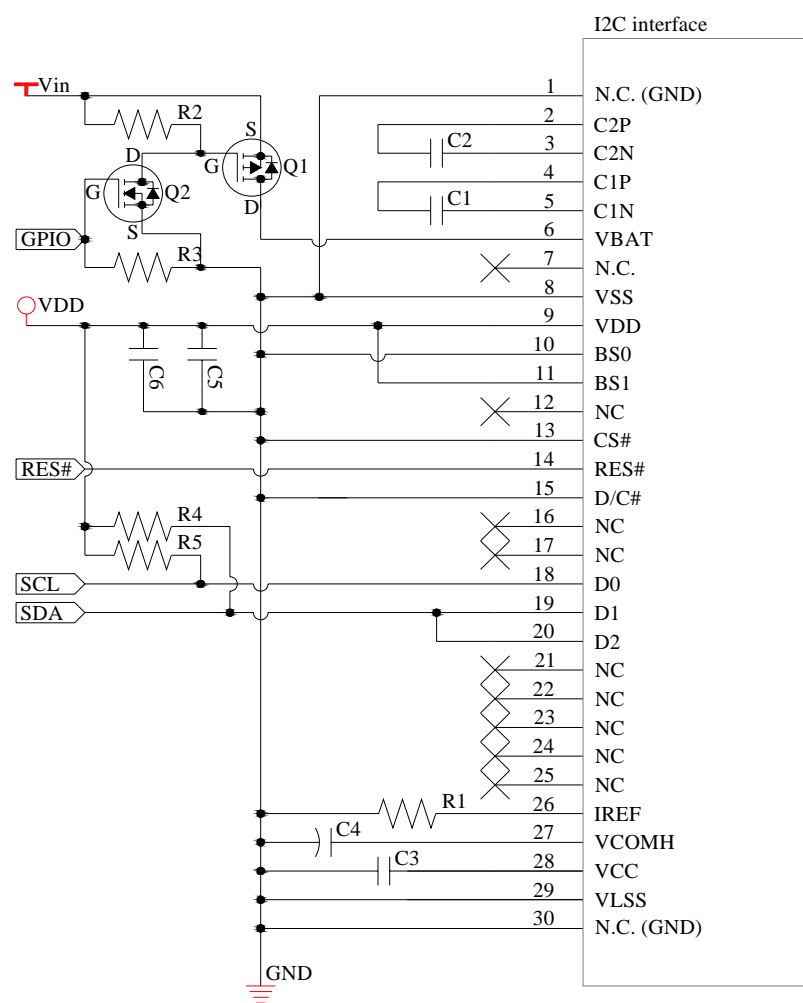 I2C interface
Vin
R2
S
D
G
Q1
G
Q2
D
S
GPIO
R3
VDD
C6
C5
RES#
R4
R5
SCL
SDA
C2
C1
R1
C4
C3
GND
1 N.C. (GND)
2 C2P
3 C2N
4 C1P
5 C1N
6 VBAT
7 N.C.
8 VSS
9 VDD
10 BS0
11 BS1
12 NC
13 CS#
14 RES#
15 D/C#
16 NC
17 NC
18 D0
19 D1
20 D2
21 NC
22 NC
23 NC
24 NC
25 NC
26 IREF
27 VCOMH
28 VCC
29 VLSS
30 N.C. (GND)